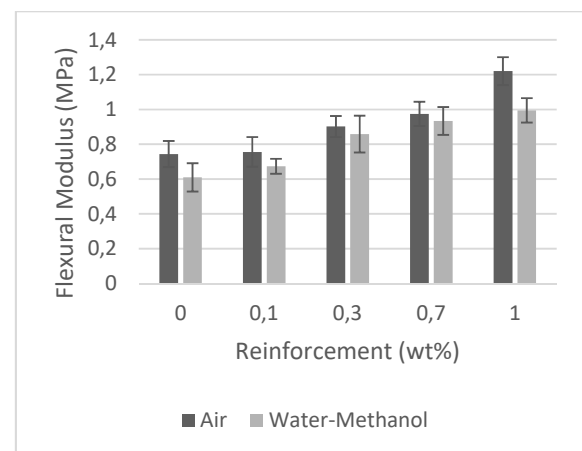 Flexural Modulus (MPa)
1,4
1,2
1
0,8
0,6
0,4
0,2
0
0 0,1 0,3 0,7 1
Reinforcement (wt%)
Air Water-Methanol